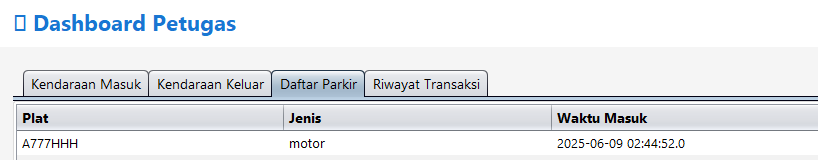 Dashboard Petugas
Kendaraan Masuk Kendaraan Keluar Daftar Parkir Riwayat Transaksi
Plat Jenis Waktu Masuk
A777HHH motor 2025-06-09 02:44:52.0